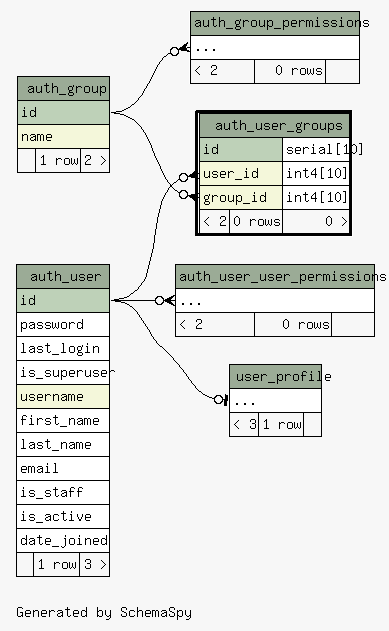 auth_group_permissions
...
< 2 0 rows
auth_group
id
name
1 row 2 >
auth_user_groups
id serial[10]
user_id int4[10]
group_id int4[10]
< 2 0 rows 0 >
auth_user
id
password
last_login
is_superuser
username
first_name
last_name
email
is_staff
is_active
date_joined
1 row 3 >
auth_user_user_permissions
...
< 2 0 rows
user_profile
...
< 3 1 row
Generated by SchemaSpy